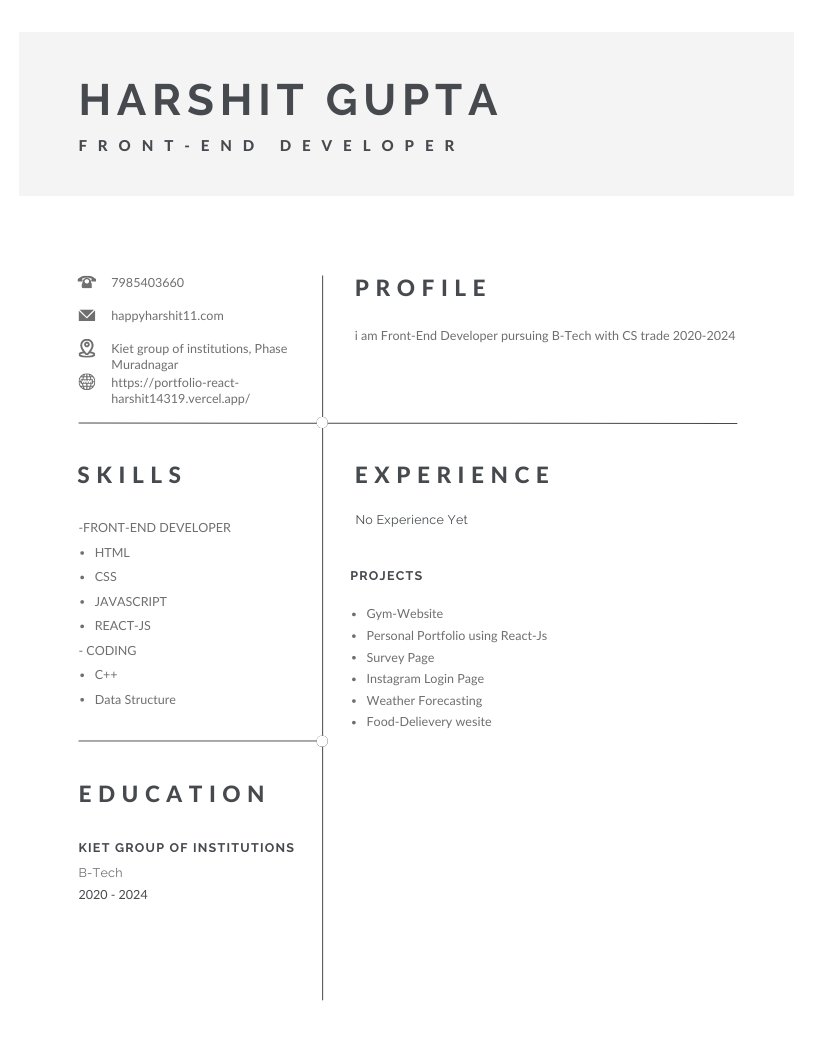 HARSHIT GUPTA
FRONT-END DEVELOPER
7985403660
happyharshit11.com
Kiet group of institutions, Phase
Muradnagar
https://portfolio-react-
harshit14319.vercel.app/
PROFILE
i am Front-End Developer pursuing B-Tech with CS trade 2020-2024
SKILLS
-FRONT-END DEVELOPER
• HTML
• CSS
• JAVASCRIPT
• REACT-JS
- CODING
• C++
• Data Structure
EXPERIENCE
No Experience Yet
PROJECTS
• Gym-Website
• Personal Portfolio using React-Js
• Survey Page
• Instagram Login Page
• Weather Forecasting
• Food-Delievery wesite
EDUCATION
KIET GROUP OF INSTITUTIONS
B-Tech
2020 - 2024